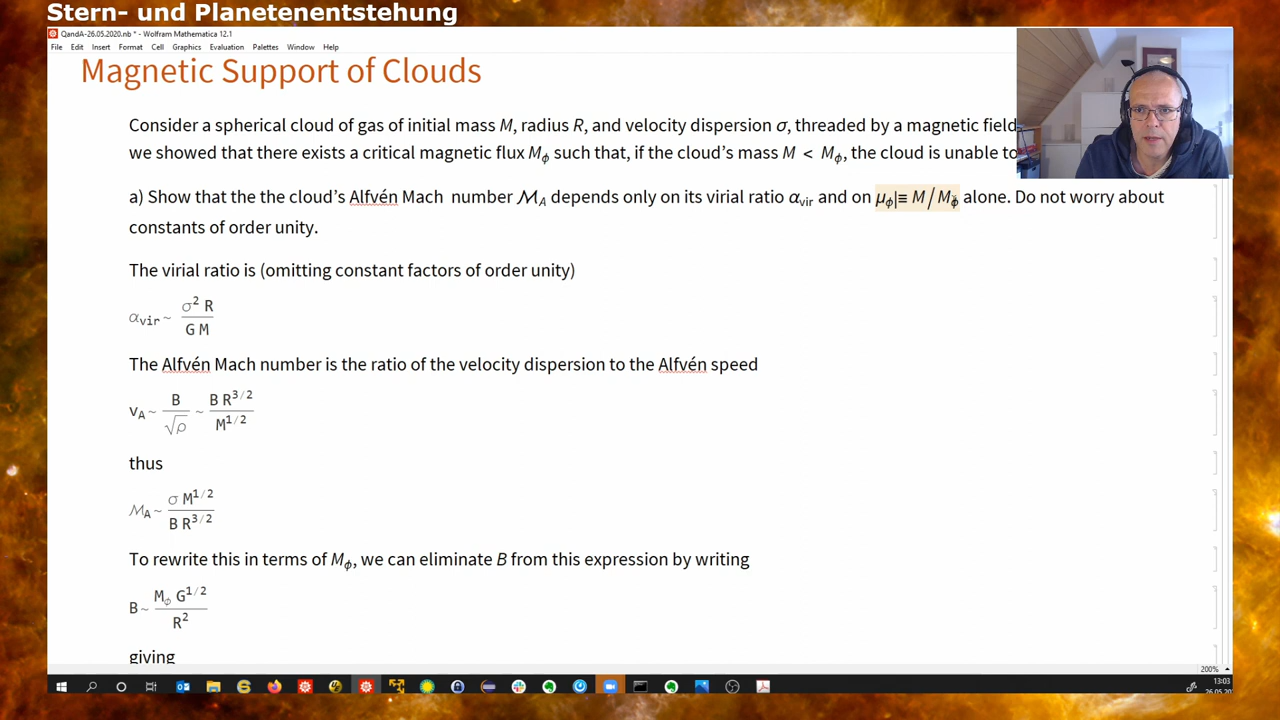 Stern- und Planetenentstehung
QandA-26.05.2020.nb * - Wolfram Mathematica 12.1
File Edit Insert Format Cell Graphics Evaluation Palettes Window Help
Magnetic Support of Clouds
Consider a spherical cloud of gas of initial mass M, radius R, and velocity dispersion σ, threaded by a magnetic field
we showed that there exists a critical magnetic flux M_ϕ such that, if the cloud's mass M < M_ϕ, the cloud is unable to
a) Show that the the cloud's Alfvén Mach number ℳ_A depends only on its virial ratio α_vir and on μ_ϕ ≡ M / M_ϕ alone. Do not worry about
constants of order unity.
The virial ratio is (omitting constant factors of order unity)
α_vir ~ σ² R / G M
The Alfvén Mach number is the ratio of the velocity dispersion to the Alfvén speed
v_A ~ B / √ρ ~ B R^3/2 / M^1/2
thus
ℳ_A ~ σ M^1/2 / B R^3/2
To rewrite this in terms of M_ϕ, we can eliminate B from this expression by writing
B ~ M_ϕ G^1/2 / R²
giving
200%
13:03
26.05.20